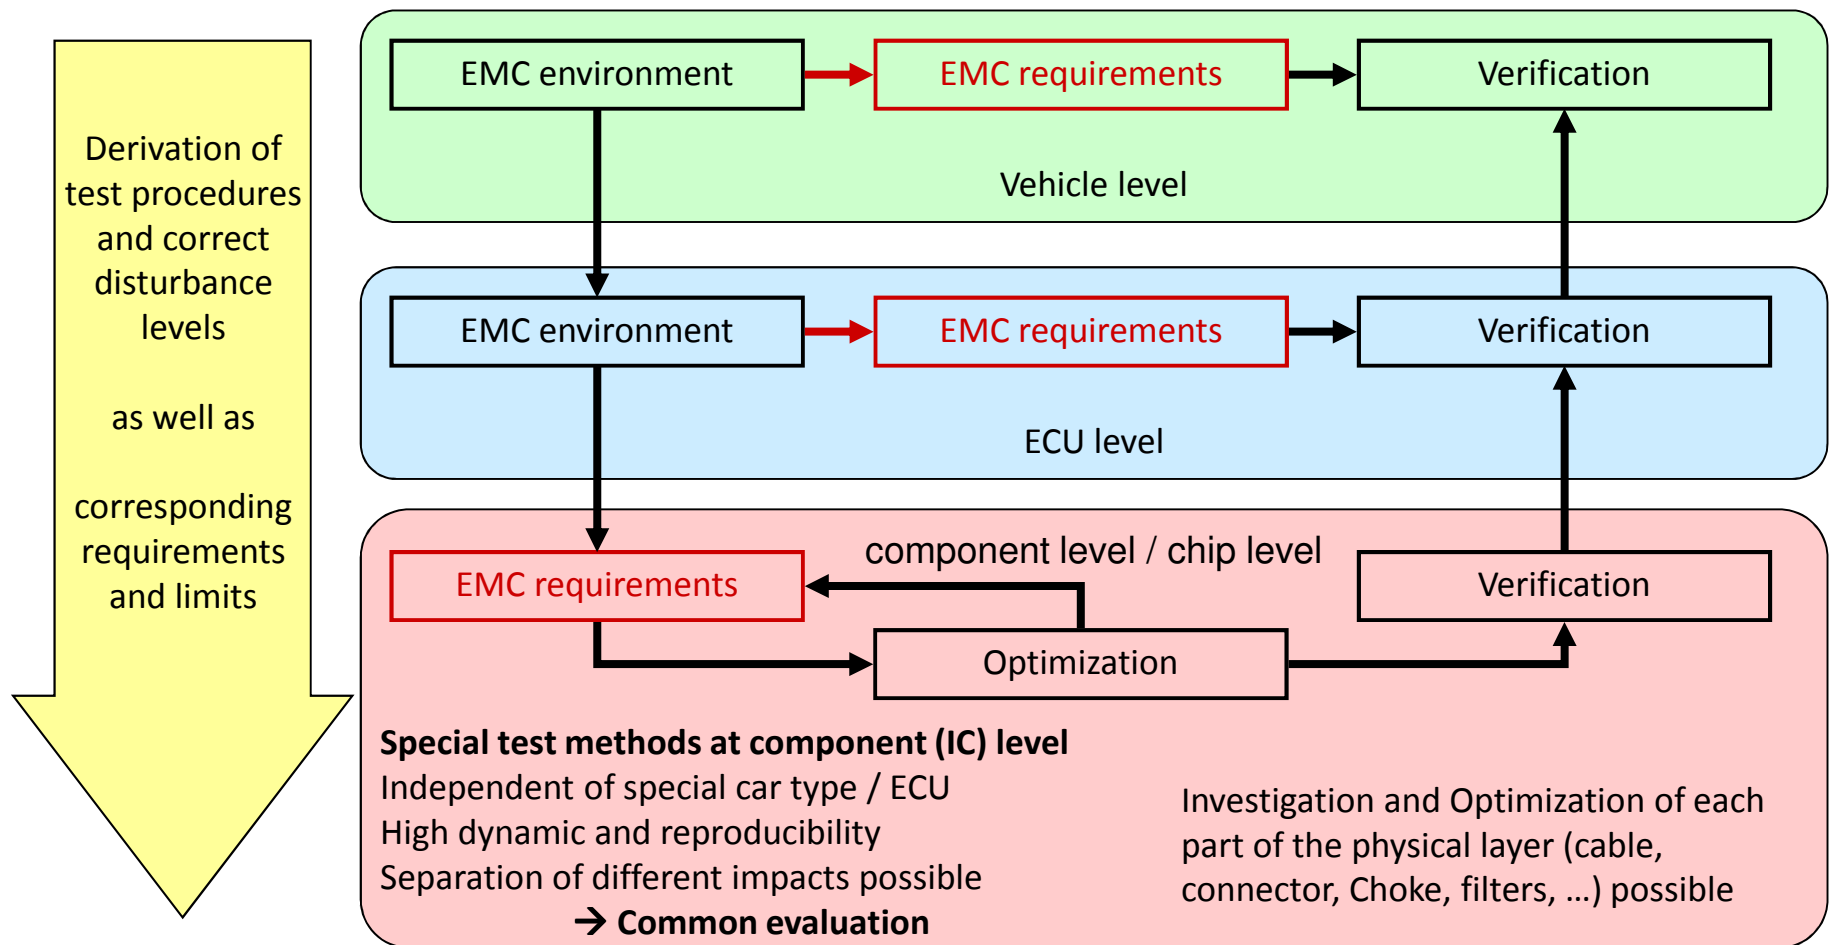 Derivation of
test procedures
and correct
disturbance
levels
as well as
corresponding
requirements
and limits
EMC environment
EMC requirements
Verification
Vehicle level
EMC environment
EMC requirements
Verification
ECU level
component level / chip level
EMC requirements
Verification
Optimization
Special test methods at component (IC) level
Independent of special car type / ECU
High dynamic and reproducibility
Separation of different impacts possible
→ Common evaluation
Investigation and Optimization of each
part of the physical layer (cable,
connector, Choke, filters, ...) possible